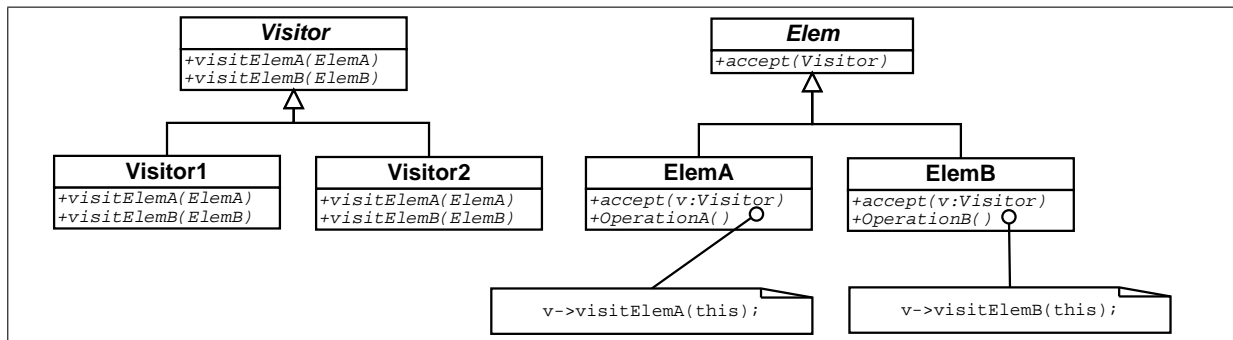 Visitor
+visitElemA(ElemA)
+visitElemB(ElemB)
Elem
+accept(Visitor)
Visitor1
+visitElemA(ElemA)
+visitElemB(ElemB)
Visitor2
+visitElemA(ElemA)
+visitElemB(ElemB)
ElemA
+accept(v:Visitor)
+OperationA()
ElemB
+accept(v:Visitor)
+OperationB()
v->visitElemA(this);
v->visitElemB(this);